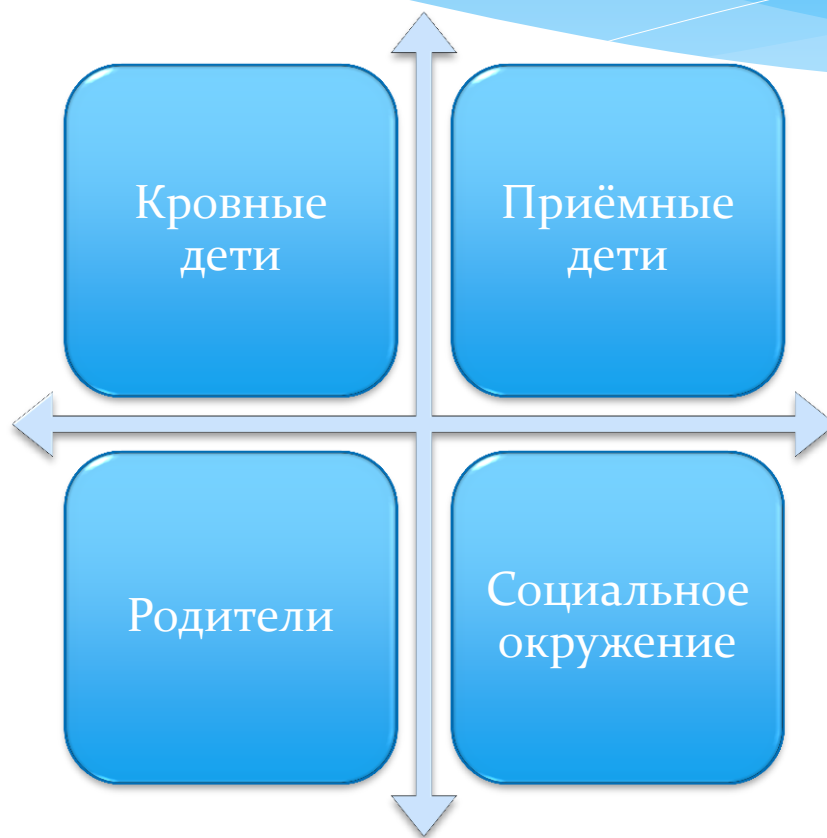 Кровные
дети
Приёмные
дети
Родители
Социальное
окружение